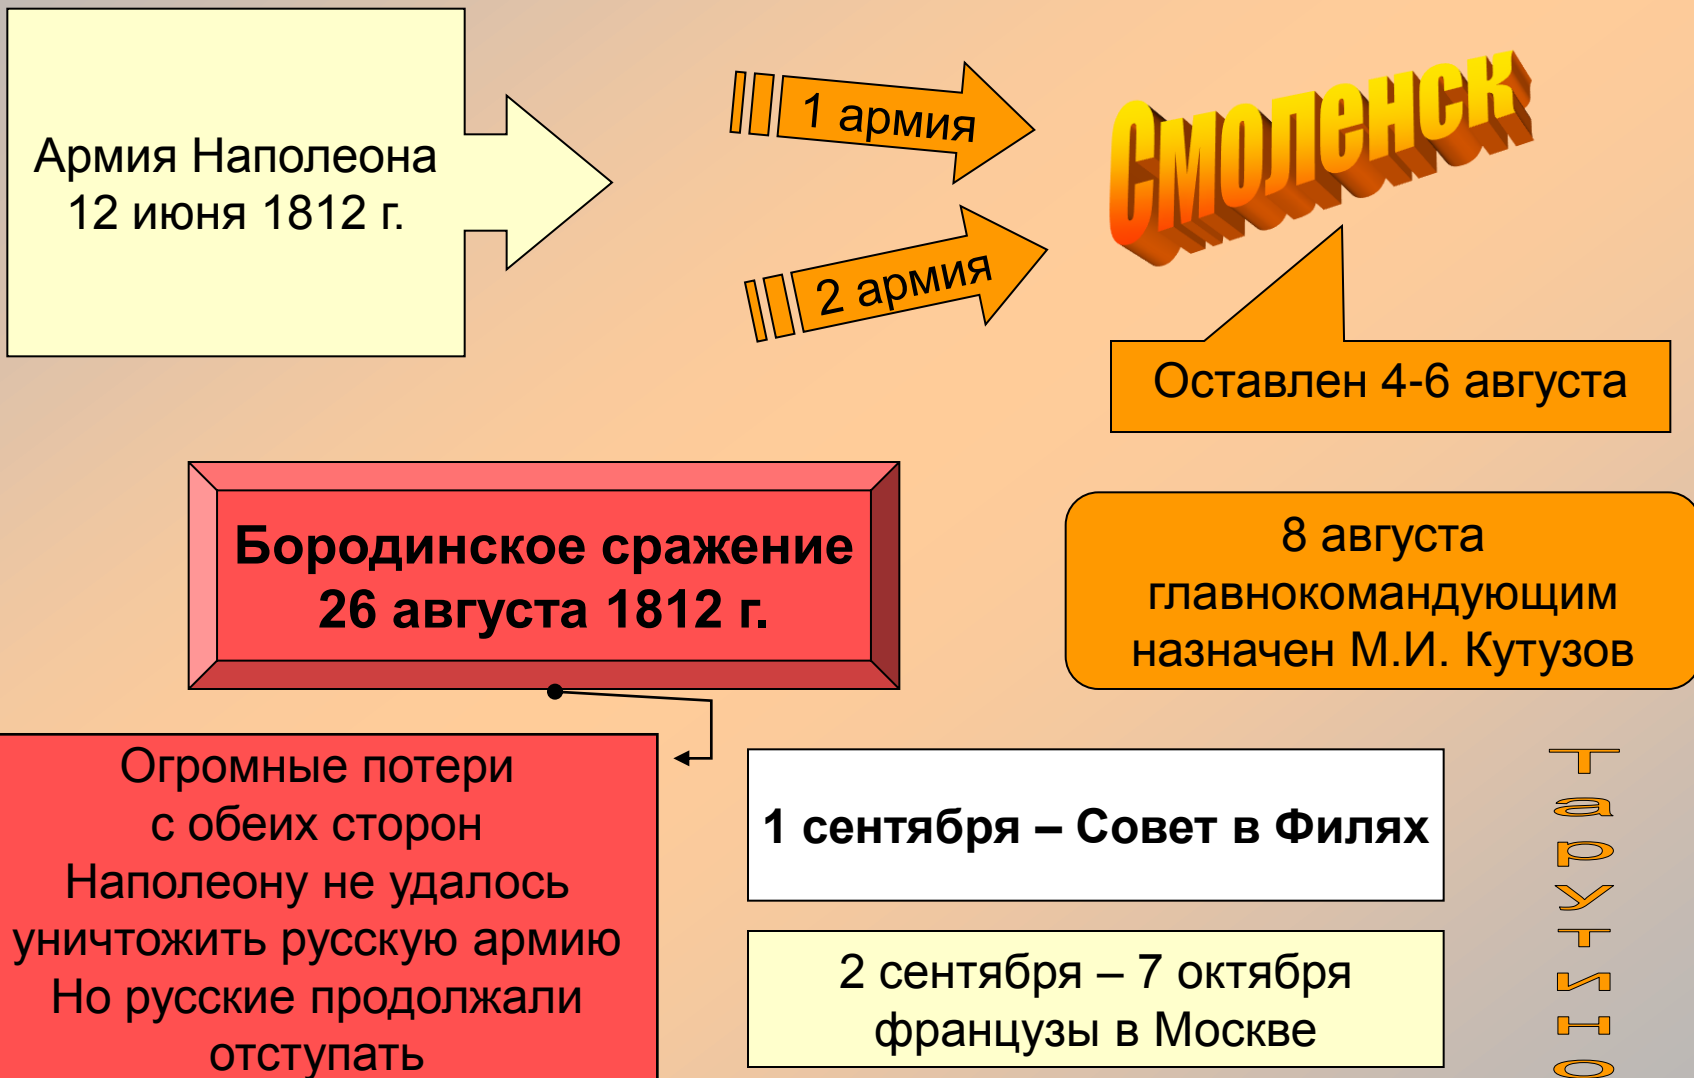 Армия Наполеона
12 июня 1812 г.
1 армия
2 армия
Смоленск
Оставлен 4-6 августа
Бородинское сражение
26 августа 1812 г.
8 августа
главнокомандующим
назначен М.И. Кутузов
Огромные потери
с обеих сторон
Наполеону не удалось
уничтожить русскую армию
Но русские продолжали
отступать
1 сентября – Совет в Филях
2 сентября – 7 октября
французы в Москве
Тарутино